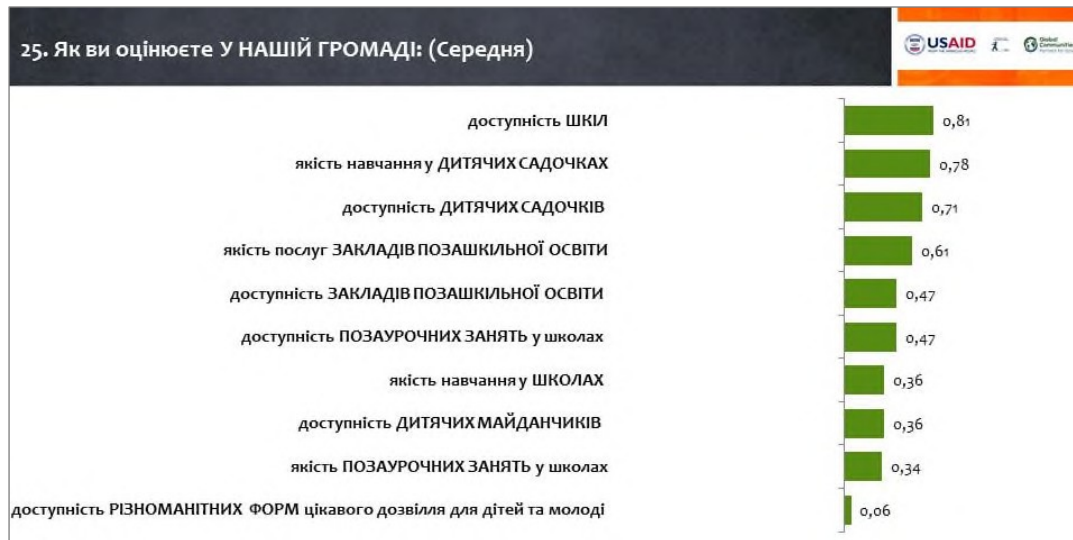 25. Як ви оцінюєте У НАШІЙ ГРОМАДІ: (Середня)
USAID
Global
Communities
доступність ШКІЛ
0,81
якість навчання у ДИТЯЧИХ САДОЧКАХ
0,78
доступність ДИТЯЧИХ САДОЧКІВ
0,71
якість послуг ЗАКЛАДІВ ПОЗАШКІЛЬНОЇ ОСВІТИ
0,61
доступність ЗАКЛАДІВ ПОЗАШКІЛЬНОЇ ОСВІТИ
0,47
доступність ПОЗАУРОЧНИХ ЗАНЯТЬ у школах
0,47
якість навчання у ШКОЛАХ
0,36
доступність ДИТЯЧИХ МАЙДАНЧИКІВ
0,36
якість ПОЗАУРОЧНИХ ЗАНЯТЬ у школах
0,34
доступність РІЗНОМАНІТНИХ ФОРМ цікавого дозвілля для дітей та молоді
0,06